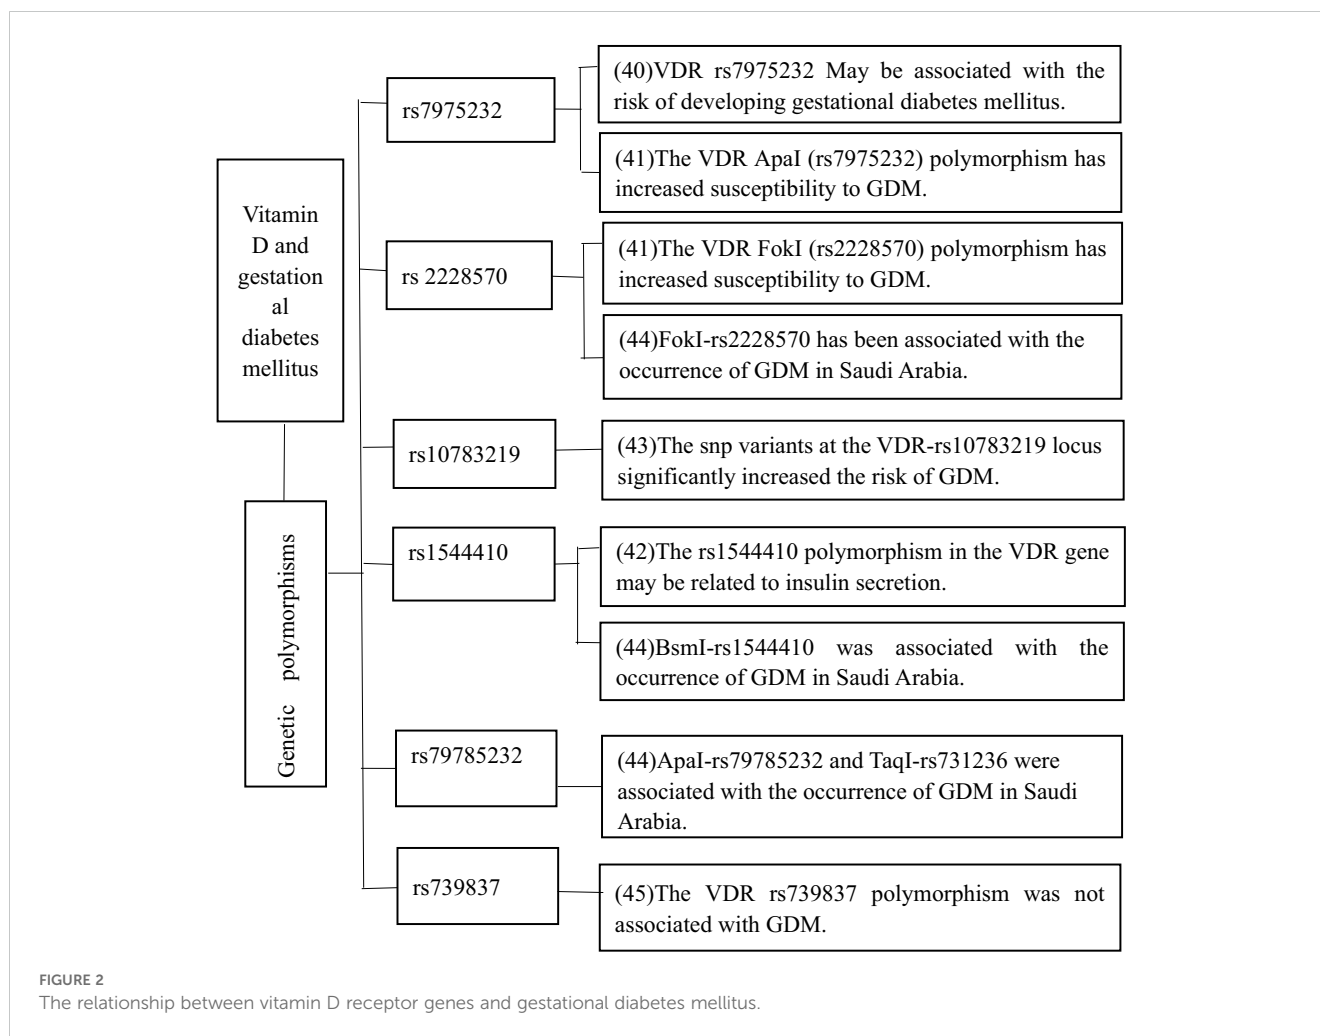 Vitamin
D and
gestation
al
diabetes
mellitus
Genetic polymorphisms
rs7975232
(40)VDR rs7975232 May be associated with the
risk of developing gestational diabetes mellitus.
(41)The VDR ApaI (rs7975232) polymorphism has
increased susceptibility to GDM.
rs 2228570
(41)The VDR FokI (rs2228570) polymorphism has
increased susceptibility to GDM.
(44)FokI-rs2228570 has been associated with the
occurrence of GDM in Saudi Arabia.
rs10783219
(43)The snp variants at the VDR-rs10783219 locus
significantly increased the risk of GDM.
rs1544410
(42)The rs1544410 polymorphism in the VDR gene
may be related to insulin secretion.
(44)BsmI-rs1544410 was associated with the
occurrence of GDM in Saudi Arabia.
rs79785232
(44)ApaI-rs79785232 and TaqI-rs731236 were
associated with the occurrence of GDM in Saudi
Arabia.
rs739837
(45)The VDR rs739837 polymorphism was not
associated with GDM.
FIGURE 2
The relationship between vitamin D receptor genes and gestational diabetes mellitus.